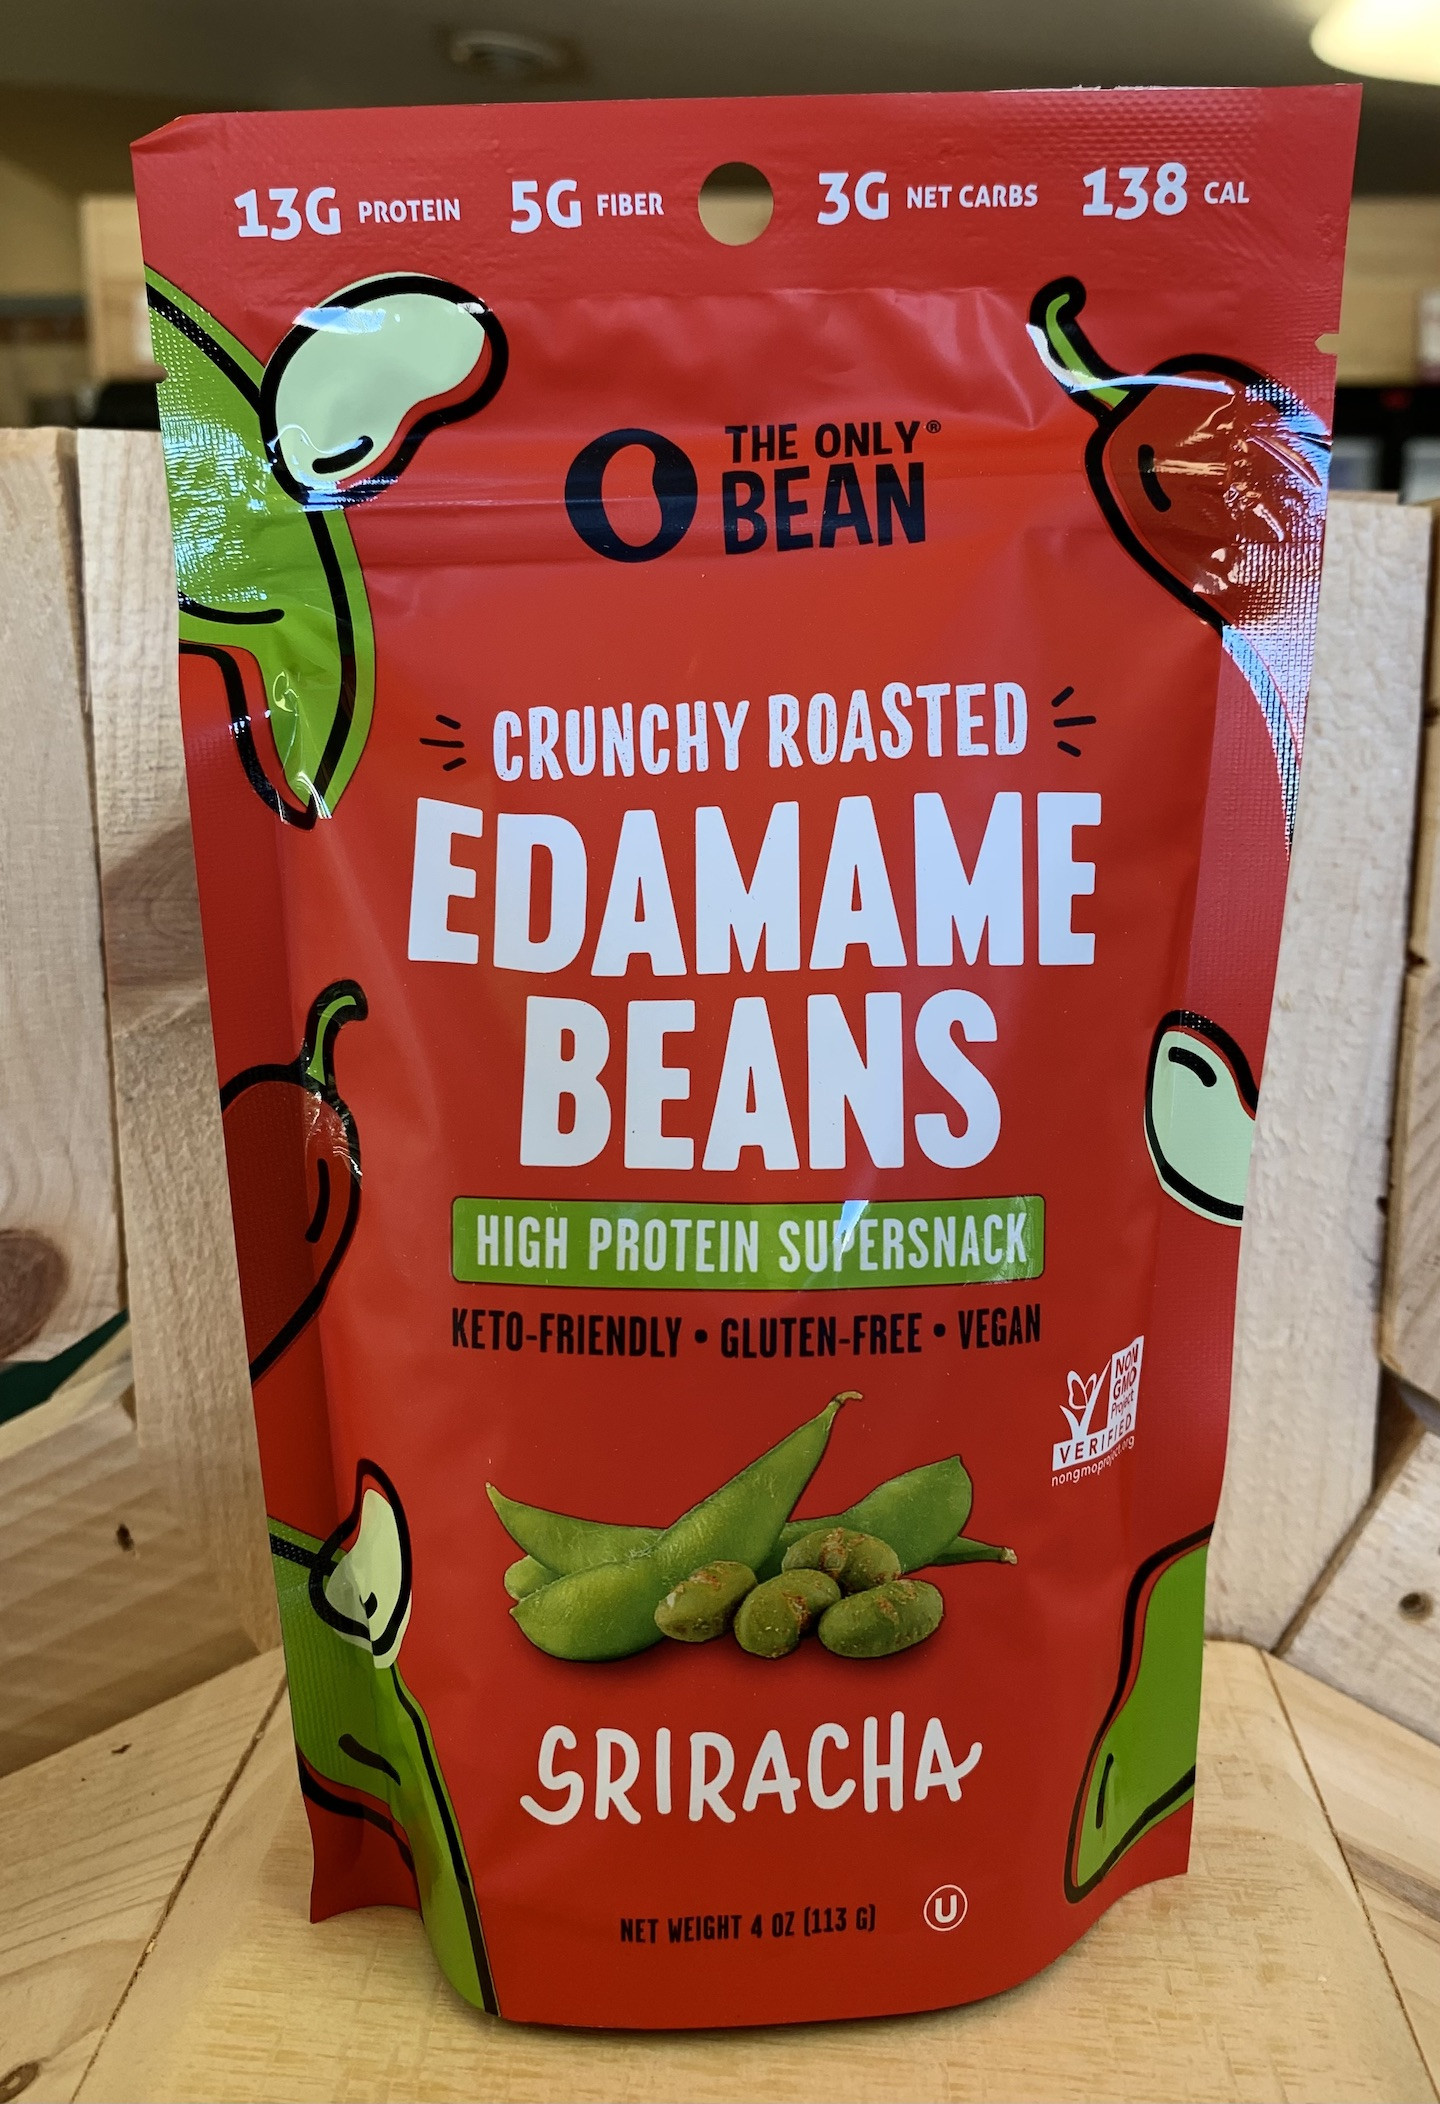 13G PROTEIN 5G FIBER 3G NET CARBS 138 CAL
THE ONLY®
BEAN
CRUNCHY ROASTED
EDAMAME
BEANS
HIGH PROTEIN SUPERSNACK
KETO-FRIENDLY • GLUTEN-FREE • VEGAN
NON
GMO
Project
VERIFIED
nongmoproject.org
SRIRACHA
NET WEIGHT 4 OZ (113 G)
U